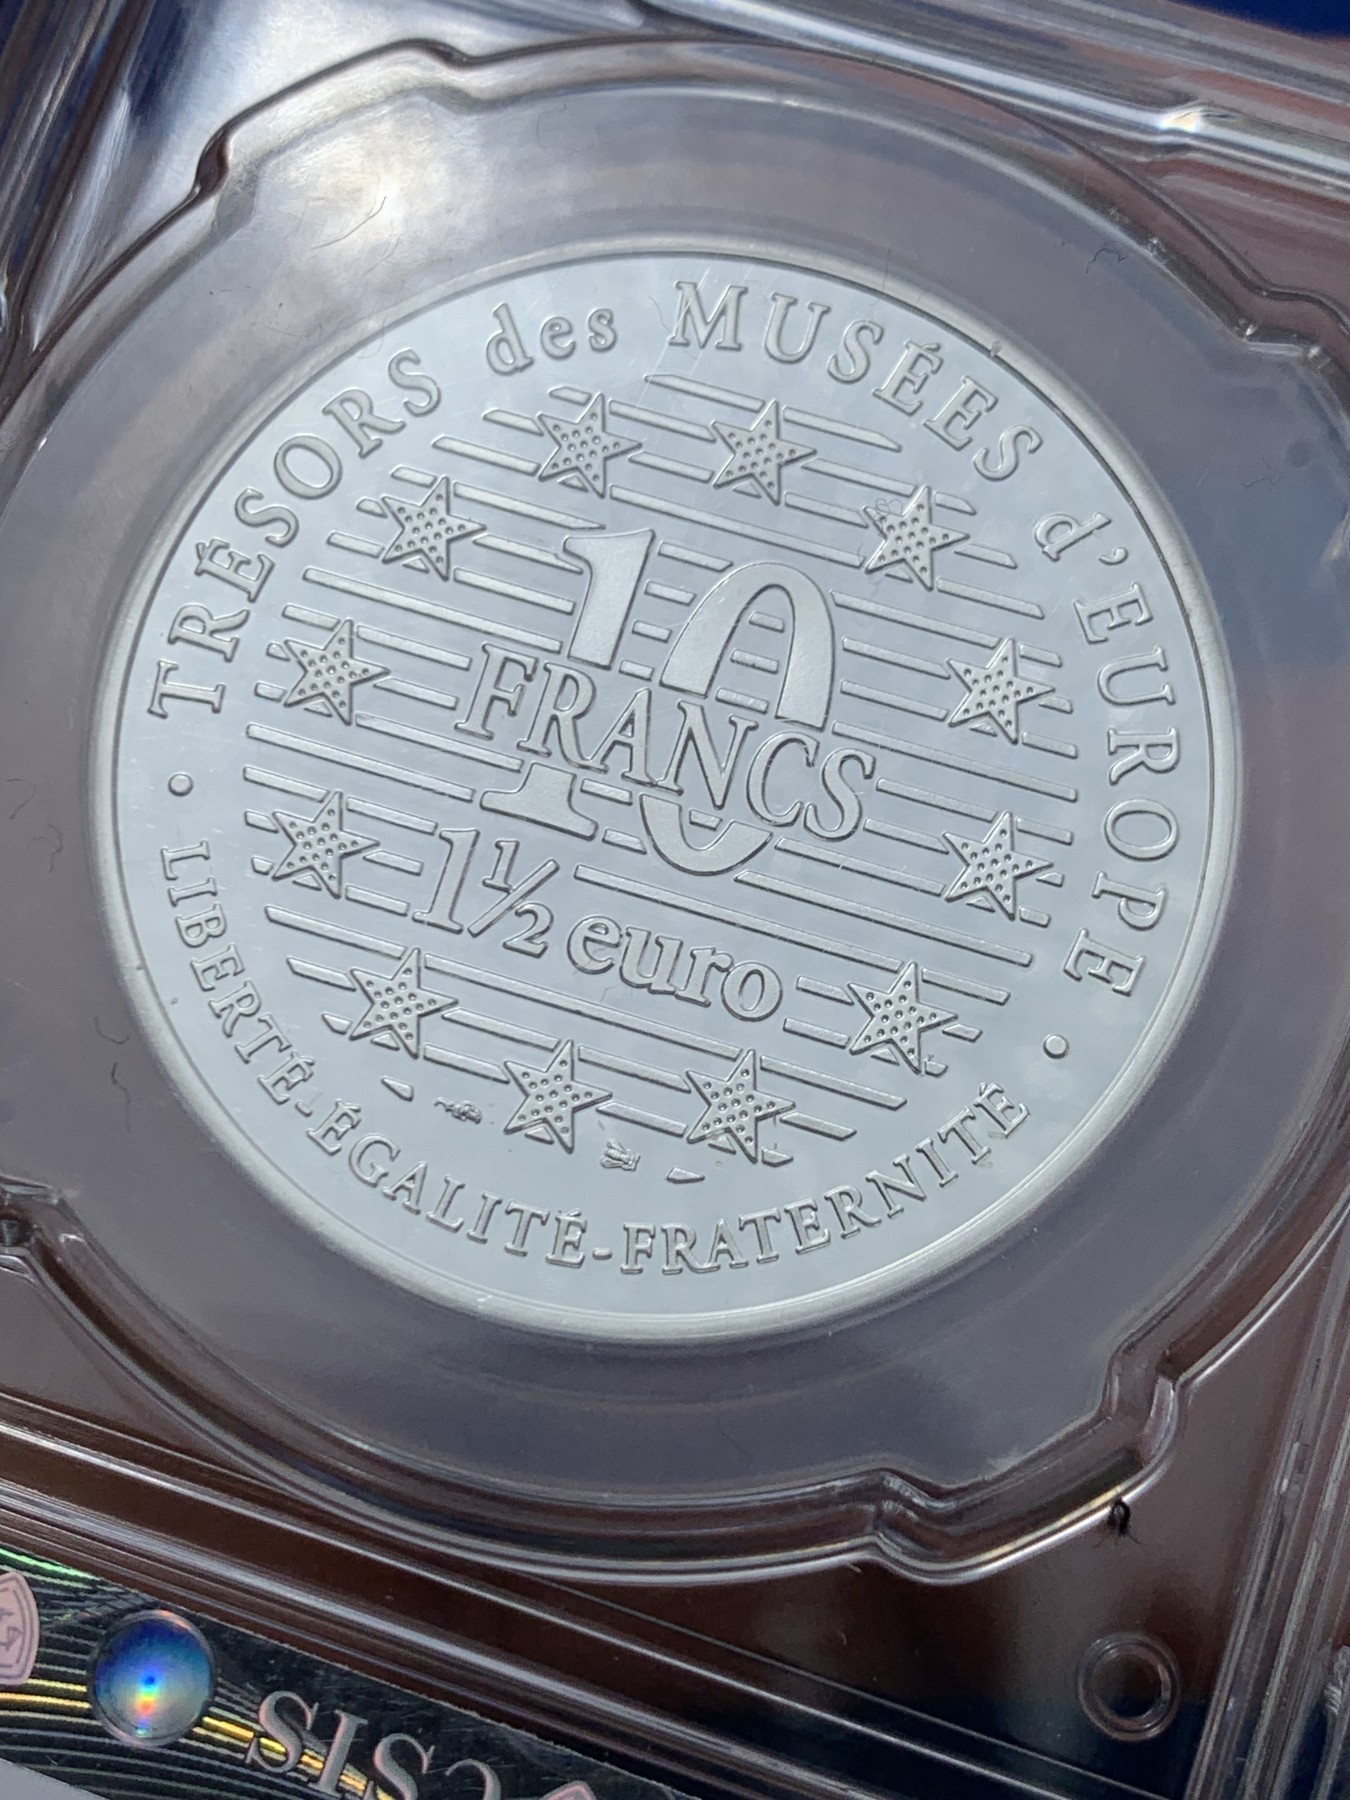 TRÉSORS des MUSÉES d'EUROPE
10
FRANCS
1½ euro
LIBERTÉ-ÉGALITÉ-FRATERNITÉ